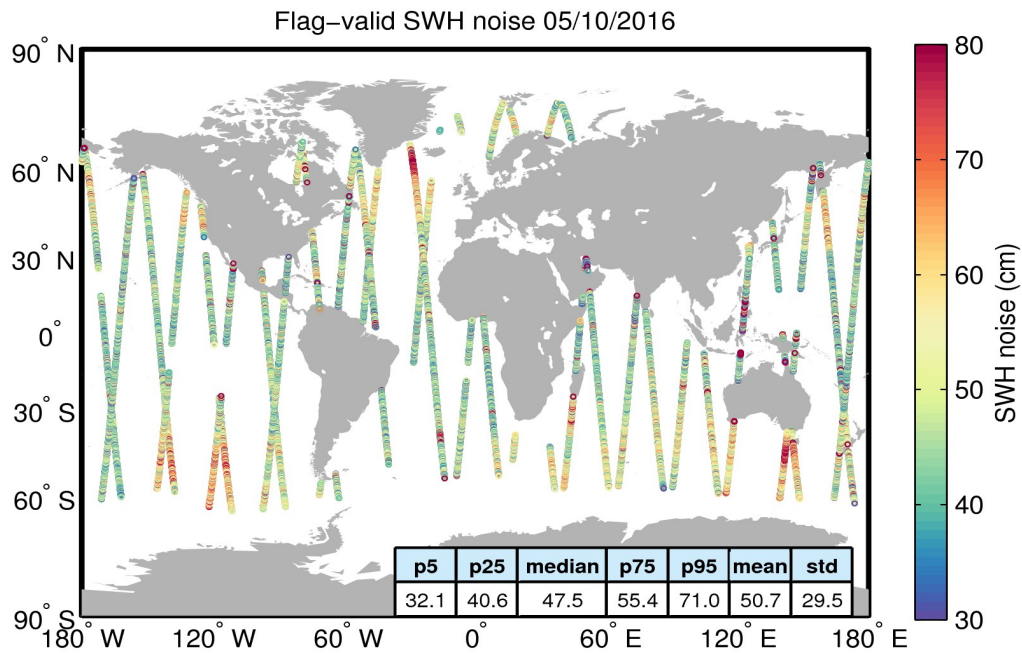 Flag−valid SWH noise 05/10/2016
90° N
60° N
30° N
0°
30° S
60° S
90° S
180° W 120° W 60° W 0° 60° E 120° E 180° E
p5 p25 median p75 p95 mean std
32.1 40.6 47.5 55.4 71.0 50.7 29.5
80
70
60
50
40
30
SWH noise (cm)